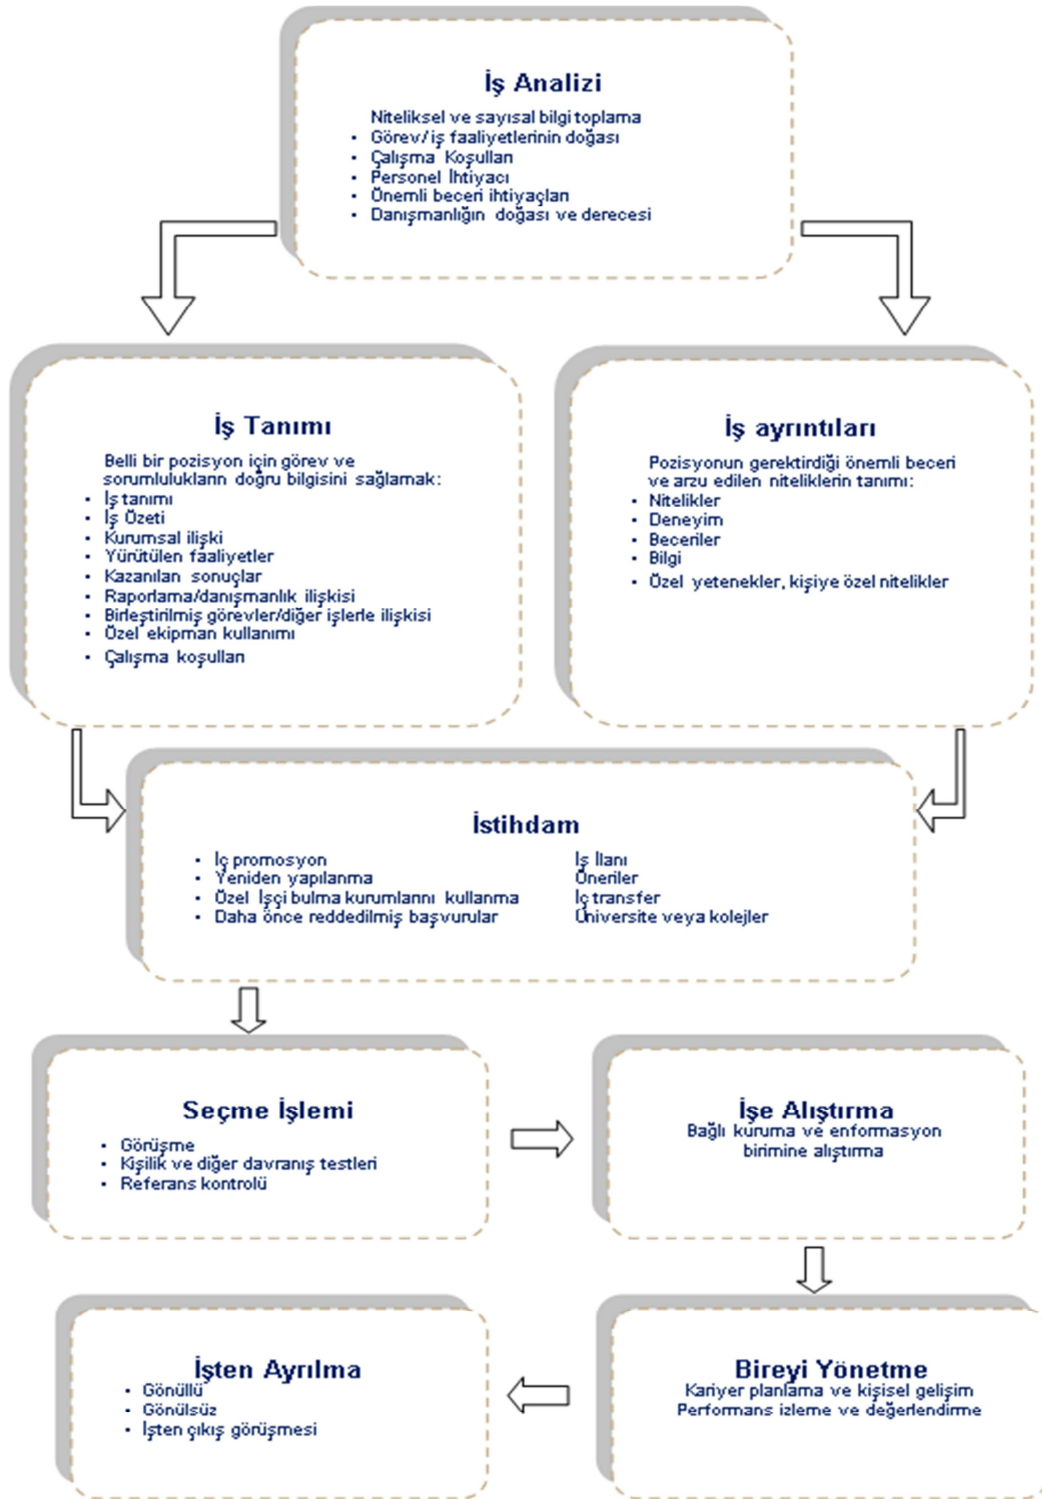 İş Analizi
Niteliksel ve sayısal bilgi toplama
• Görev/iş faaliyetlerinin doğası
• Çalışma Koşulları
• Personel İhtiyacı
• Önemli beceri ihtiyaçları
• Danışmanlığın doğası ve derecesi
İş Tanımı
Belli bir pozisyon için görev ve
sorumlulukların doğru bilgisini sağlamak:
• İş tanımı
• İş Özeti
• Kurumsal ilişki
• Yürütülen faaliyetler
• Kazanılan sonuçlar
• Raporlama/danışmanlık ilişkisi
• Birleştirilmiş görevler/diğer işlerle ilişkisi
• Özel ekipman kullanımı
• Çalışma koşulları
İş ayrıntıları
Pozisyonun gerektirdiği önemli beceri
ve arzu edilen niteliklerin tanımı:
• Nitelikler
• Deneyim
• Beceriler
• Bilgi
• Özel yetenekler, kişiye özel nitelikler
İstihdam
• İç promosyon
• Yeniden yapılanma
• Özel İşçi bulma kurumlarını kullanma
• Daha önce reddedilmiş başvurular
İş İlanı
Öneriler
İç transfer
Üniversite veya kolejler
Seçme İşlemi
• Görüşme
• Kişilik ve diğer davranış testleri
• Referans kontrolü
İşe Alıştırma
Bağlı kuruma ve enformasyon
birimine alıştırma
İşten Ayrılma
• Gönüllü
• Gönülsüz
• İşten çıkış görüşmesi
Bireyi Yönetme
Kariyer planlama ve kişisel gelişim
Performans izleme ve değerlendirme